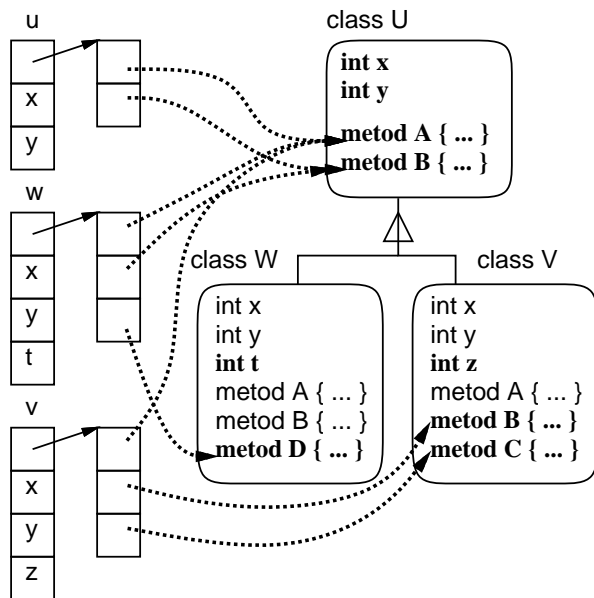 u
x
y
w
x
y
t
v
x
y
z
class U
int x
int y
metod A { ... }
metod B { ... }
class W
int x
int y
int t
metod A { ... }
metod B { ... }
metod D { ... }
class V
int x
int y
int z
metod A { ... }
metod B { ... }
metod C { ... }